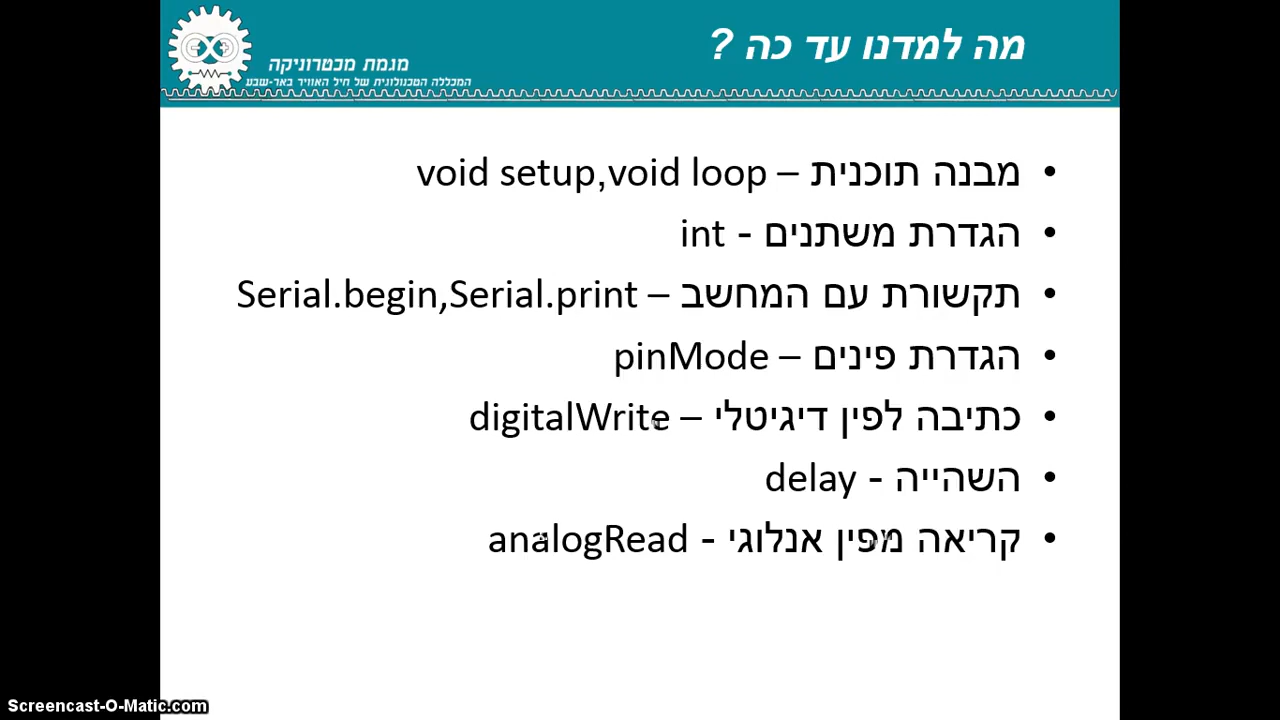 מה למדנו עד כה ?
מגמת מכטרוניקה
המכללה הטכנולוגית של חיל האוויר באר-שבע
• מבנה תוכנית – void setup,void loop
• הגדרת משתנים - int
• תקשורת עם המחשב – Serial.begin,Serial.print
• הגדרת פינים – pinMode
• כתיבה לפין דיגיטלי – digitalWrite
• השהייה - delay
• קריאה מפין אנלוגי - analogRead
Screencast-O-Matic.com